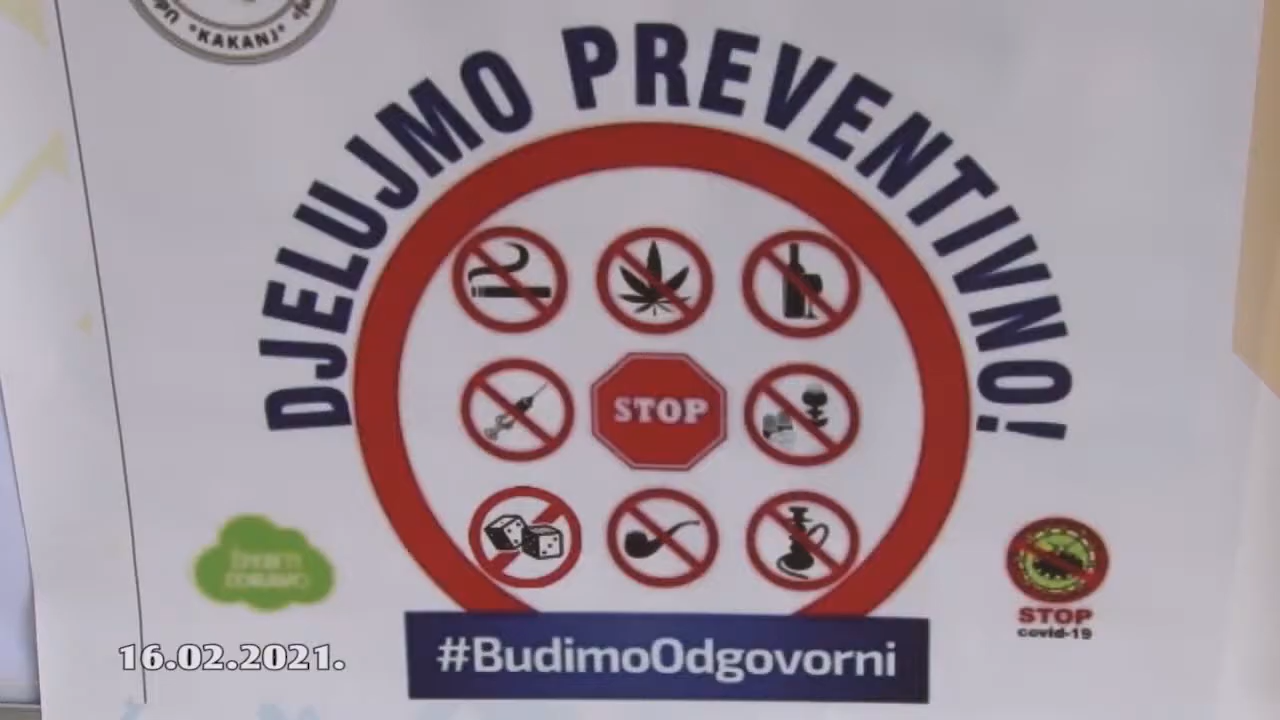 KAKANJ
DJELUJMO PREVENTIVNO!
STOP
STOP
covid-19
16.02.2021.
#BudimoOdgovorni